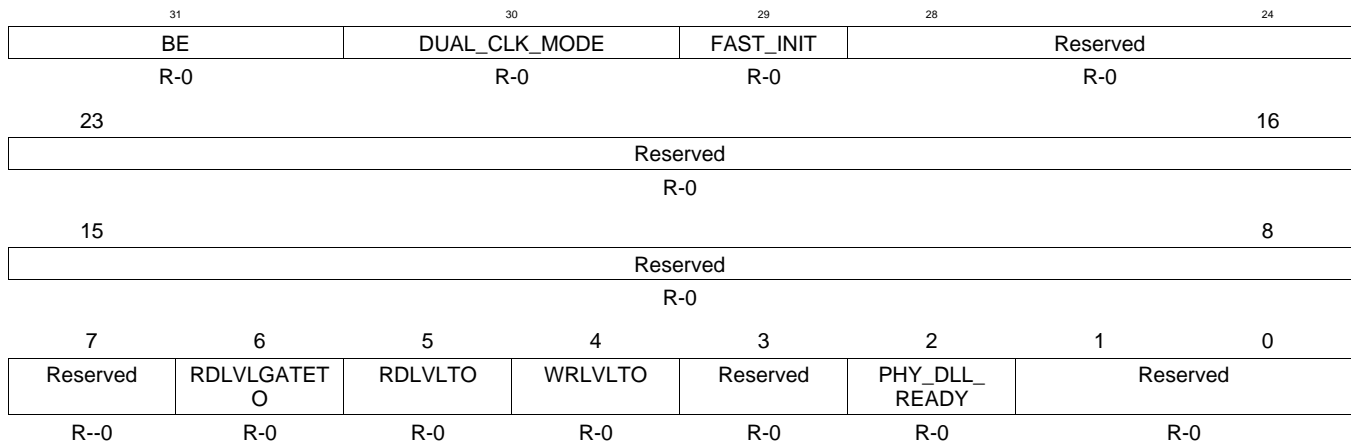 31 30 29 28 24
BE DUAL_CLK_MODE FAST_INIT Reserved
R-0 R-0 R-0 R-0
23 16
Reserved
R-0
15 8
Reserved
R-0
7 6 5 4 3 2 1 0
Reserved RDLVLGATET RDLVLTO WRLVLTO Reserved PHY_DLL_ Reserved
O READY
R--0 R-0 R-0 R-0 R-0 R-0 R-0